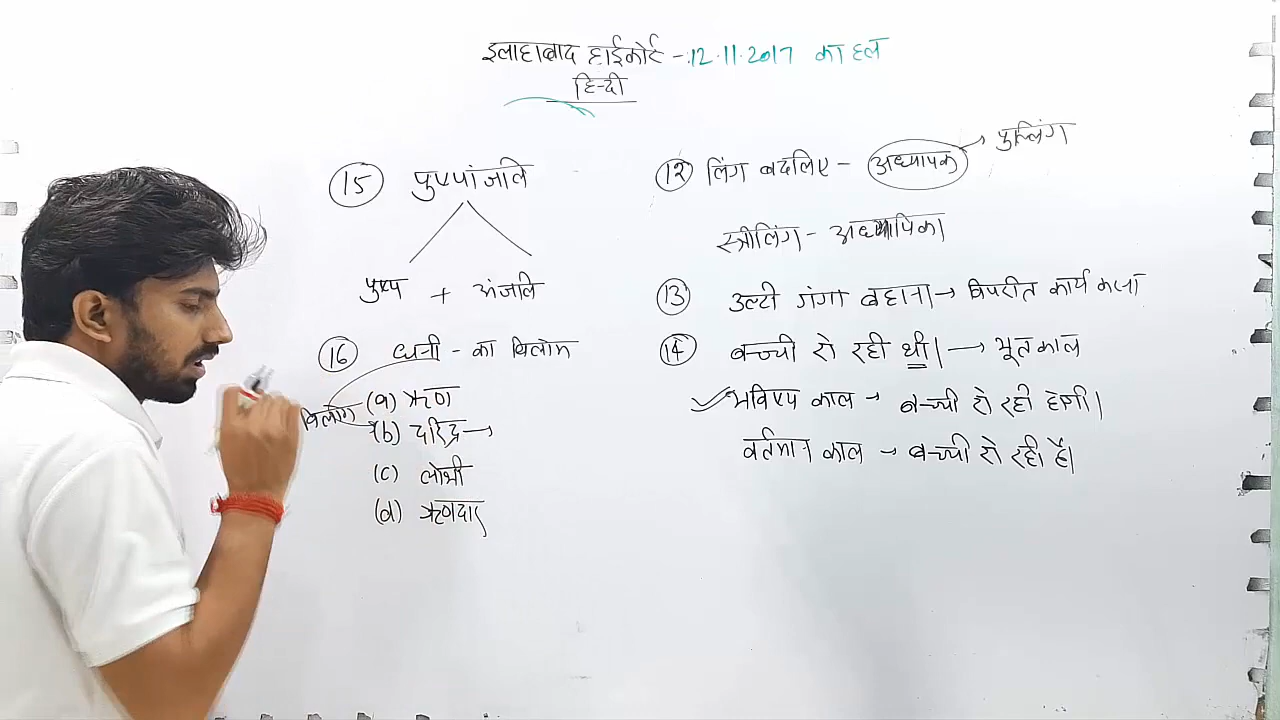 इलाहाबाद हाईकोर्ट - 12.11.2017 का हल
हिन्दी
15 पुष्पांजलि
पुष्प + अंजलि
16 धनी - का विलोम
(a) ऋण
विलोम (b) दरिद्र →
(c) लोभी
(d) ऋणदार
12 लिंग बदलिए - अध्यापक → पुल्लिंग
स्त्रीलिंग - अध्यापिका
13 उल्टी गंगा बहाना → विपरीत कार्य करना
14 बच्ची रो रही थी। → भूतकाल
भविष्य काल → बच्ची रो रही होगी।
वर्तमान काल → बच्ची रो रही है।